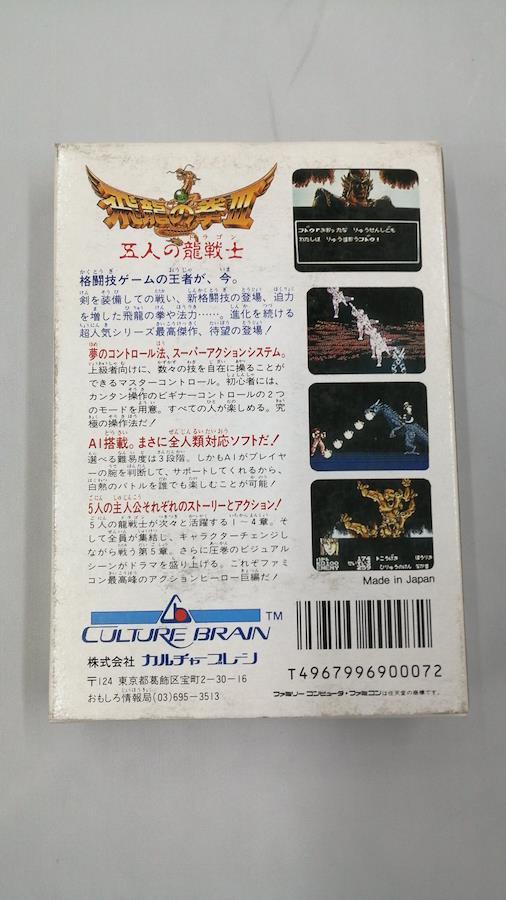 飛龍の拳III
ドラゴン
五人の龍戦士
格闘技ゲームの王者が、今。
剣を装備しての戦い、新格闘技の登場、迫力
を増した飛龍の拳や法力……。進化を続ける
超人気シリーズ最高傑作、待望の登場！
夢のコントロール法、スーパーアクションシステム。
上級者向けに、数々の技を自在に操ることが
できるマスターコントロール。初心者には、
カンタン操作のビギナーコントロールの2つ
のモードを用意。すべての人が楽しめる。究
極の操作法だ！
AI搭載。まさに全人類対応ソフトだ！
選べる難易度は3段階。しかもAIがプレイヤ
ーの腕を判断して、サポートしてくれるから、
白熱のバトルを誰でも楽しむことが可能！
5人の主人公それぞれのストーリーとアクション！
5人の龍戦士が次々と活躍する1〜4章。そ
して全員が集結し、キャラクターチェンジし
ながら戦う第5章。さらに圧巻のビジュアル
シーンがドラマを盛り上げる。これぞファミ
コン最高峰のアクションヒーロー巨編だ！
Made in Japan
CULTURE BRAIN TM
株式会社 カルチャーブレーン
〒124 東京都葛飾区宝町2-30-16
おもしろ情報局(03)695-3513
T4967996900072
ファミリーコンピュータ・ファミコンは任天堂の商標です。